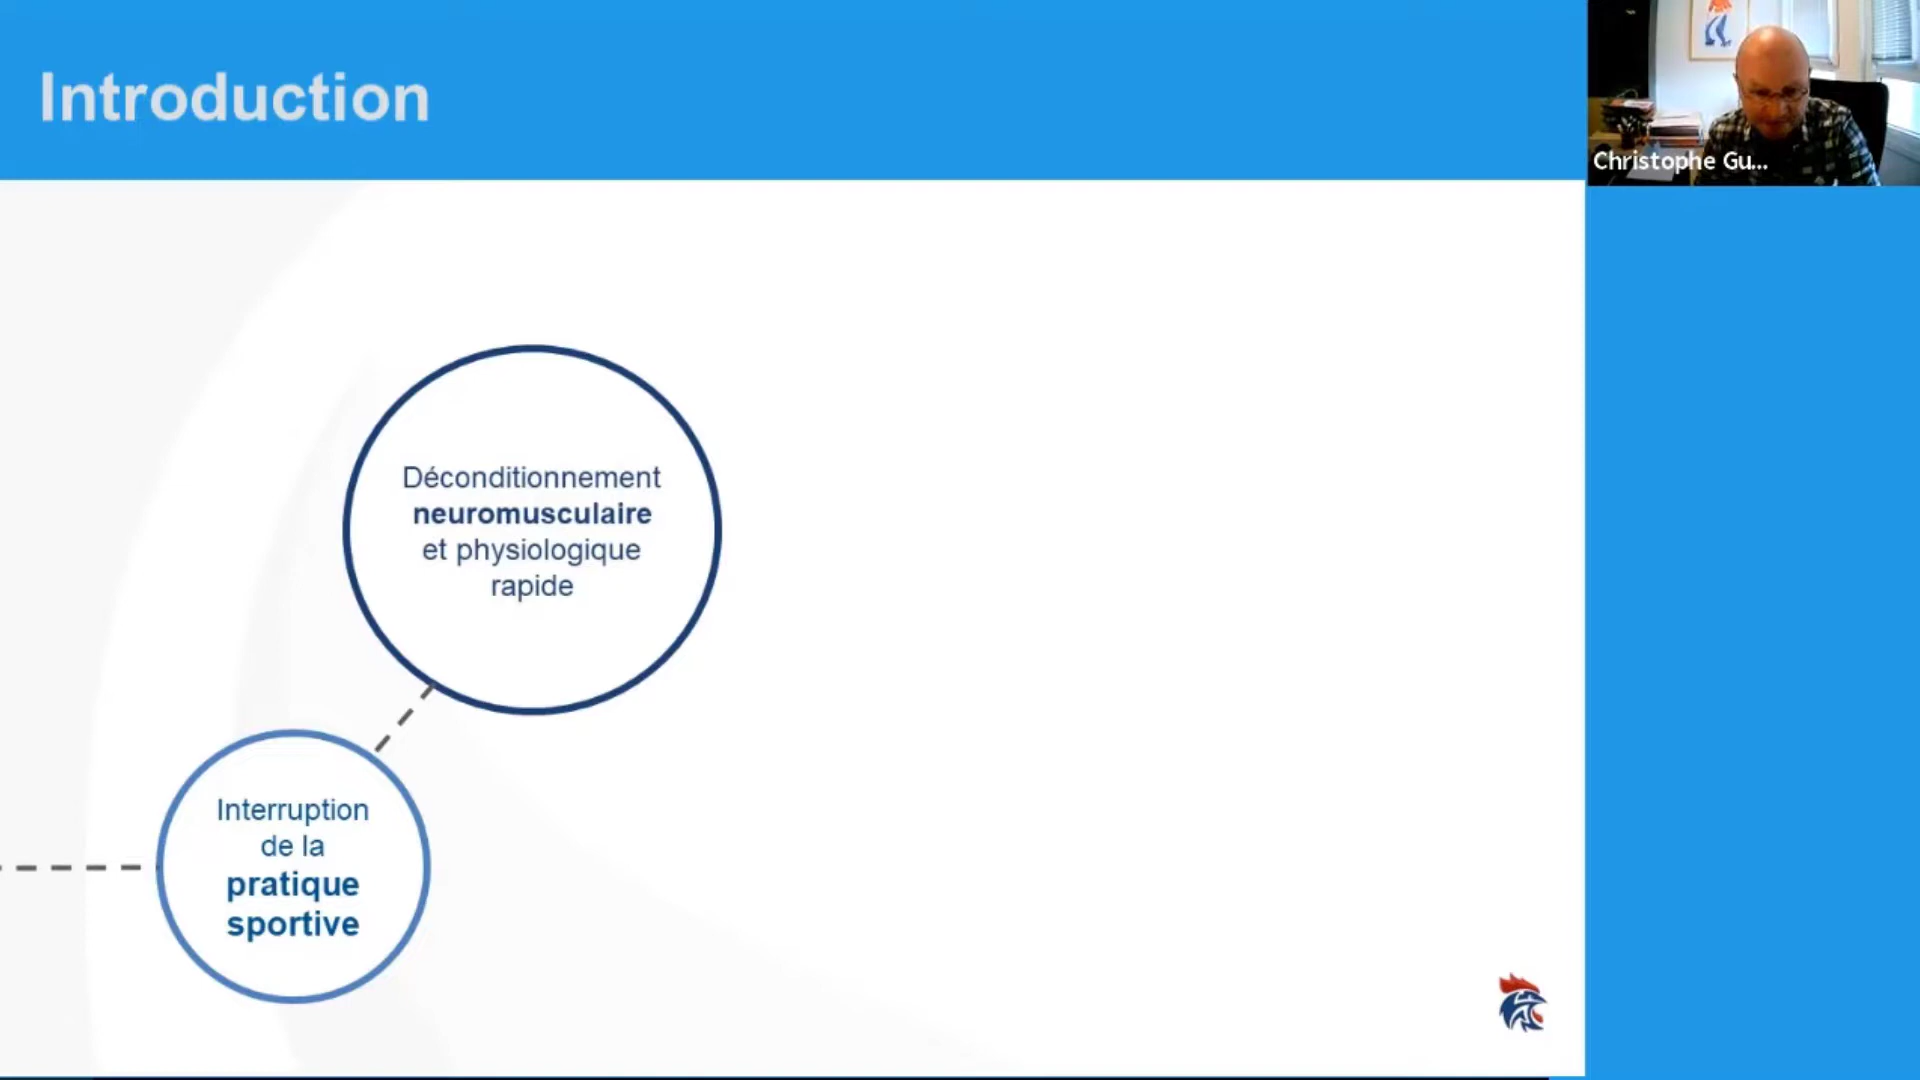 Introduction
Christophe Gu...
Déconditionnement
neuromusculaire
et physiologique
rapide
Interruption
de la
pratique
sportive